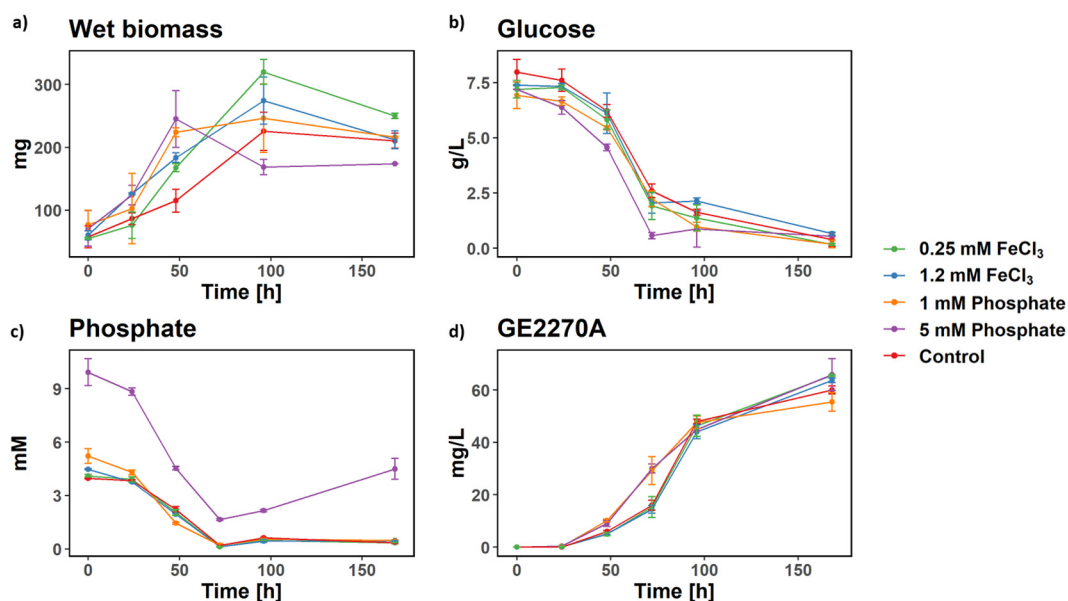 a) Wet biomass
b) Glucose
300
200
100
mg
0 50 100 150
Time [h]
7.5
5.0
2.5
0.0
g/L
0 50 100 150
Time [h]
0.25 mM FeCl₃
1.2 mM FeCl₃
1 mM Phosphate
5 mM Phosphate
Control
c) Phosphate
d) GE2270A
9
6
3
0
mM
0 50 100 150
Time [h]
60
40
20
0
mg/L
0 50 100 150
Time [h]